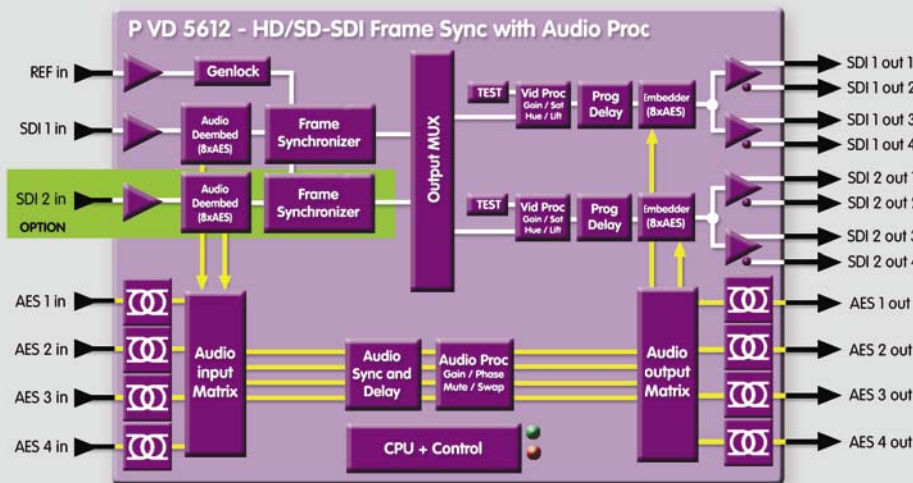 P VD 5612 - HD/SD-SDI Frame Sync with Audio Proc
REF in
Genlock
SDI 1 in
Audio
Deembed
(8xAES)
Frame
Synchronizer
SDI 2 in
OPTION
Audio
Deembed
(8xAES)
Frame
Synchronizer
Output MUX
TEST
Vid Proc
Gain / Sat
Hue / Lift
Prog
Delay
Embedder
(8xAES)
SDI 1 out 1
SDI 1 out 2
SDI 1 out 3
SDI 1 out 4
TEST
Vid Proc
Gain / Sat
Hue / Lift
Prog
Delay
Embedder
(8xAES)
SDI 2 out 1
SDI 2 out 2
SDI 2 out 3
SDI 2 out 4
AES 1 in
AES 2 in
AES 3 in
AES 4 in
Audio
input
Matrix
Audio
Sync and
Delay
Audio Proc
Gain / Phase
Mute / Swap
Audio
output
Matrix
AES 1 out
AES 2 out
AES 3 out
AES 4 out
CPU + Control